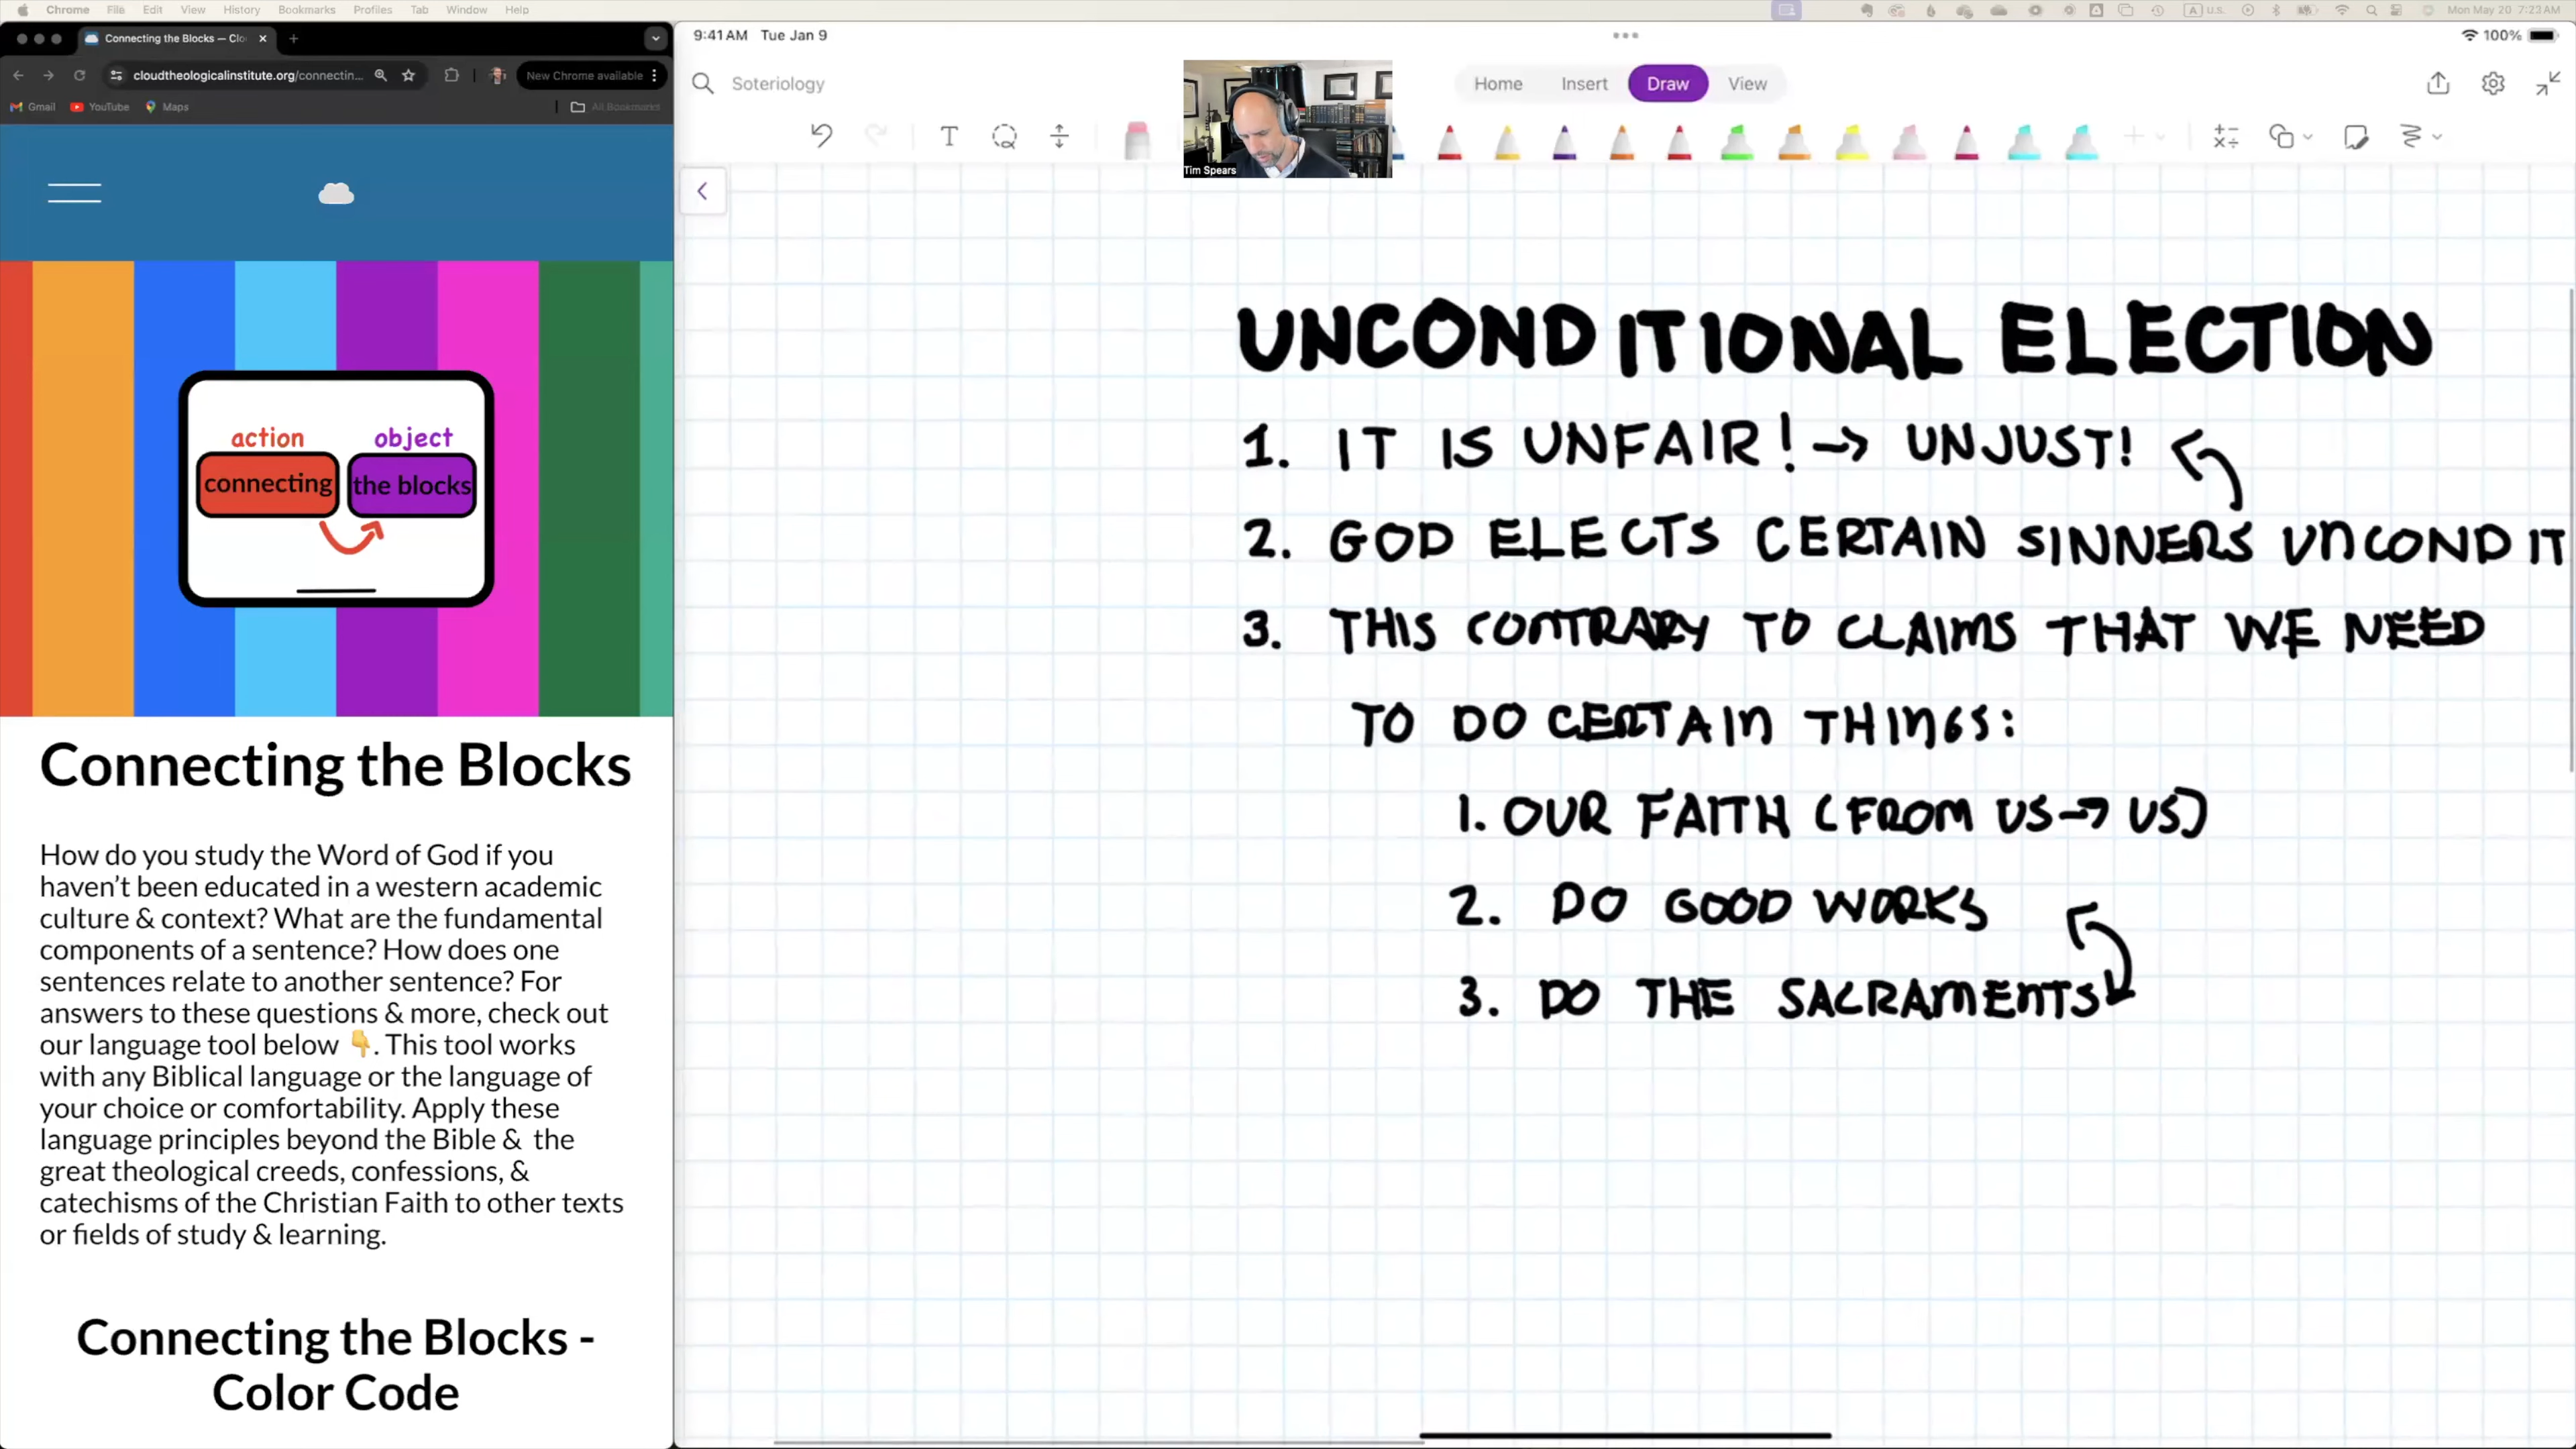 Chrome File Edit View History Bookmarks Profiles Tab Window Help
A U.S.
Mon May 20 7:23 AM
Connecting the Blocks — Clo
cloudtheologicalinstitute.org/connectin...
New Chrome available
Gmail YouTube Maps
All Bookmarks
action object
connecting the blocks
Connecting the Blocks
How do you study the Word of God if you
haven't been educated in a western academic
culture & context? What are the fundamental
components of a sentence? How does one
sentences relate to another sentence? For
answers to these questions & more, check out
our language tool below 👇. This tool works
with any Biblical language or the language of
your choice or comfortability. Apply these
language principles beyond the Bible & the
great theological creeds, confessions, &
catechisms of the Christian Faith to other texts
or fields of study & learning.
Connecting the Blocks -
Color Code
9:41 AM Tue Jan 9
100%
Soteriology
Home Insert Draw View
Tim Spears
UNCONDITIONAL ELECTION
1. IT IS UNFAIR! → UNJUST!
2. GOD ELECTS CERTAIN SINNERS UNCONDIT
3. THIS CONTRARY TO CLAIMS THAT WE NEED
TO DO CERTAIN THINGS:
1. OUR FAITH (FROM US → US)
2. DO GOOD WORKS
3. DO THE SACRAMENTS